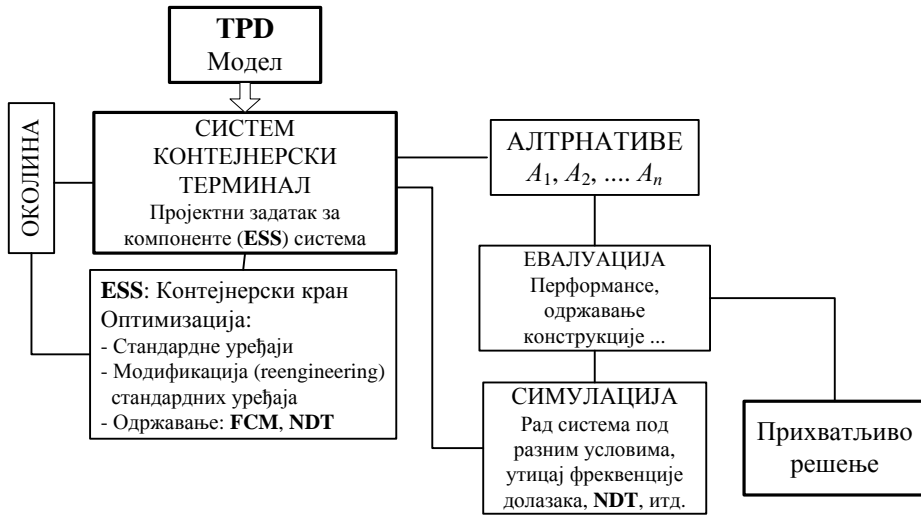 TPD
Модел
ОКОЛИНА
СИСТЕМ
КОНТЕЈНЕРСКИ
ТЕРМИНАЛ
Пројектни задатак за
компоненте (ESS) система
АЛТРНАТИВЕ
A1, A2, .... An
ESS: Контејнерски кран
Оптимизација:
- Стандардне уређаји
- Модификација (reengineering)
стандардних уређаја
- Одржавање: FCM, NDT
ЕВАЛУАЦИЈА
Перформансе,
одржавање
конструкције ...
СИМУЛАЦИЈА
Рад система под
разним условима,
утицај фреквенције
долазака, NDT, итд.
Прихватљиво
решење